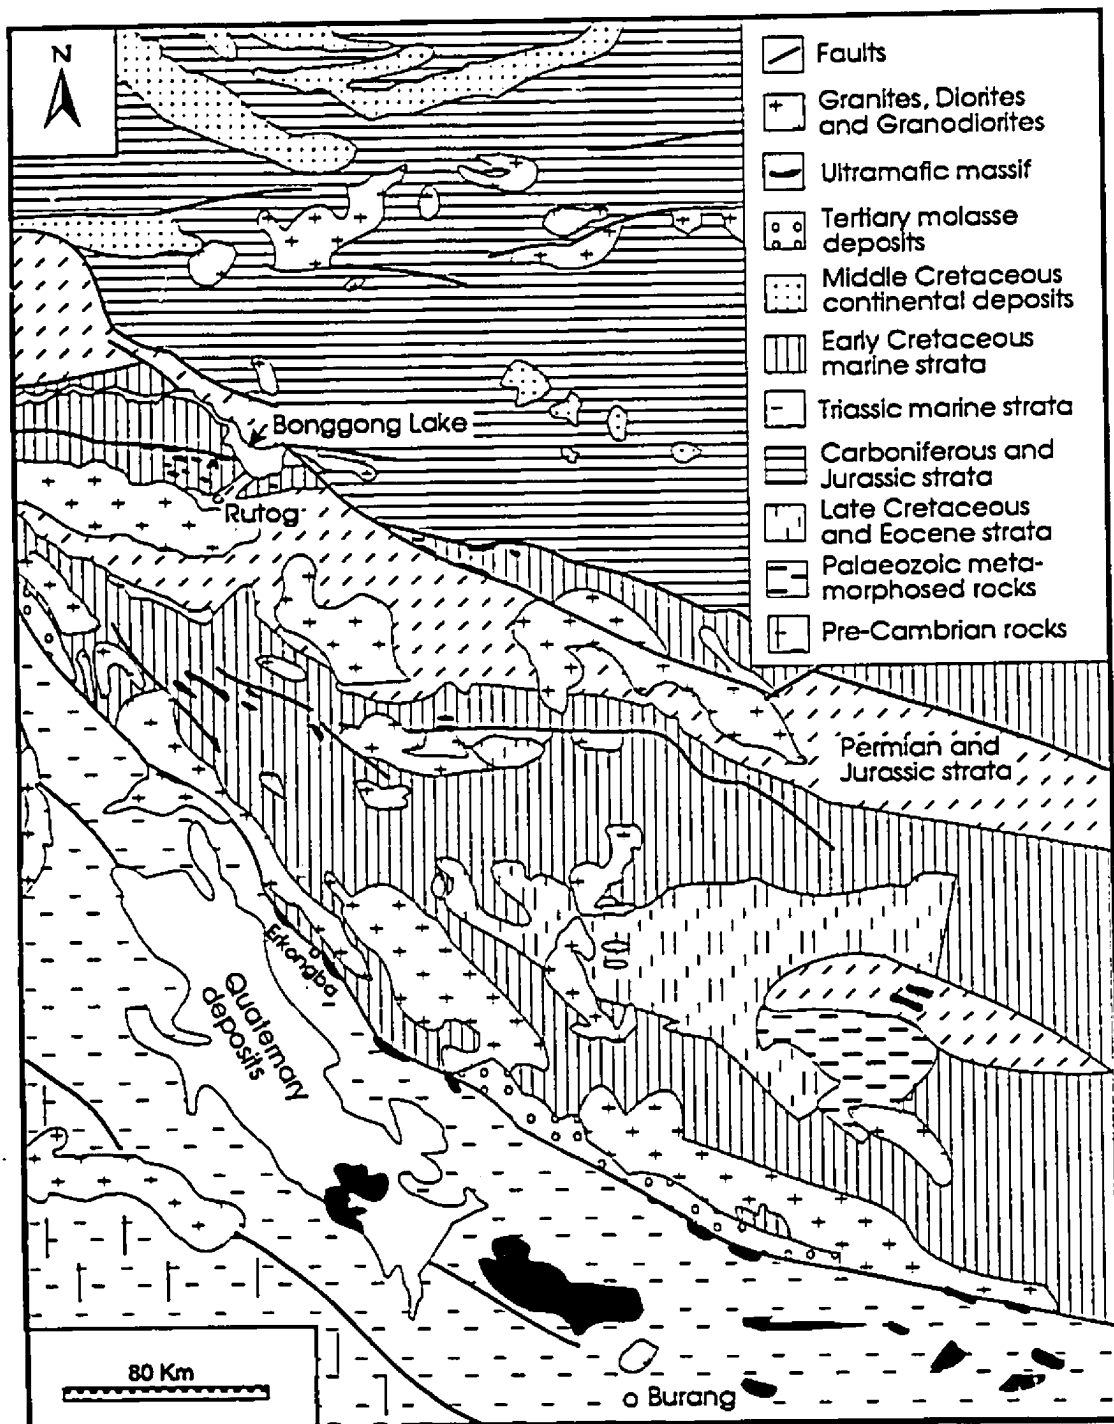 N
Faults
Granites, Diorites
and Granodiorites
Ultramafic massif
Tertiary molasse
deposits
Middle Cretaceous
continental deposits
Early Cretaceous
marine strata
Triassic marine strata
Carboniferous and
Jurassic strata
Late Cretaceous
and Eocene strata
Palaeozoic meta-
morphosed rocks
Pre-Cambrian rocks
Bonggong Lake
Rutog
Permian and
Jurassic strata
Erkongba
Quaternary
deposits
80 Km
Burang